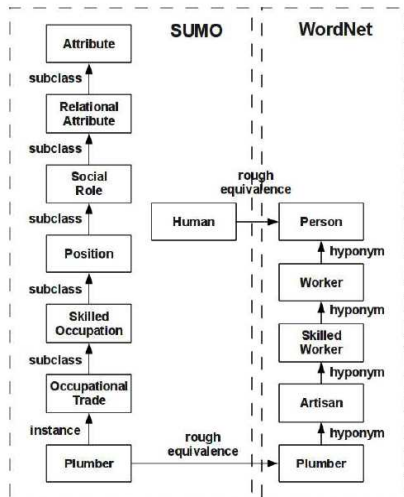 SUMO
WordNet
Attribute
subclass
Relational
Attribute
subclass
Social
Role
subclass
Position
subclass
Skilled
Occupation
subclass
Occupational
Trade
instance
Plumber
Human
rough
equivalence
rough
equivalence
Person
hyponym
Worker
hyponym
Skilled
Worker
hyponym
Artisan
hyponym
Plumber